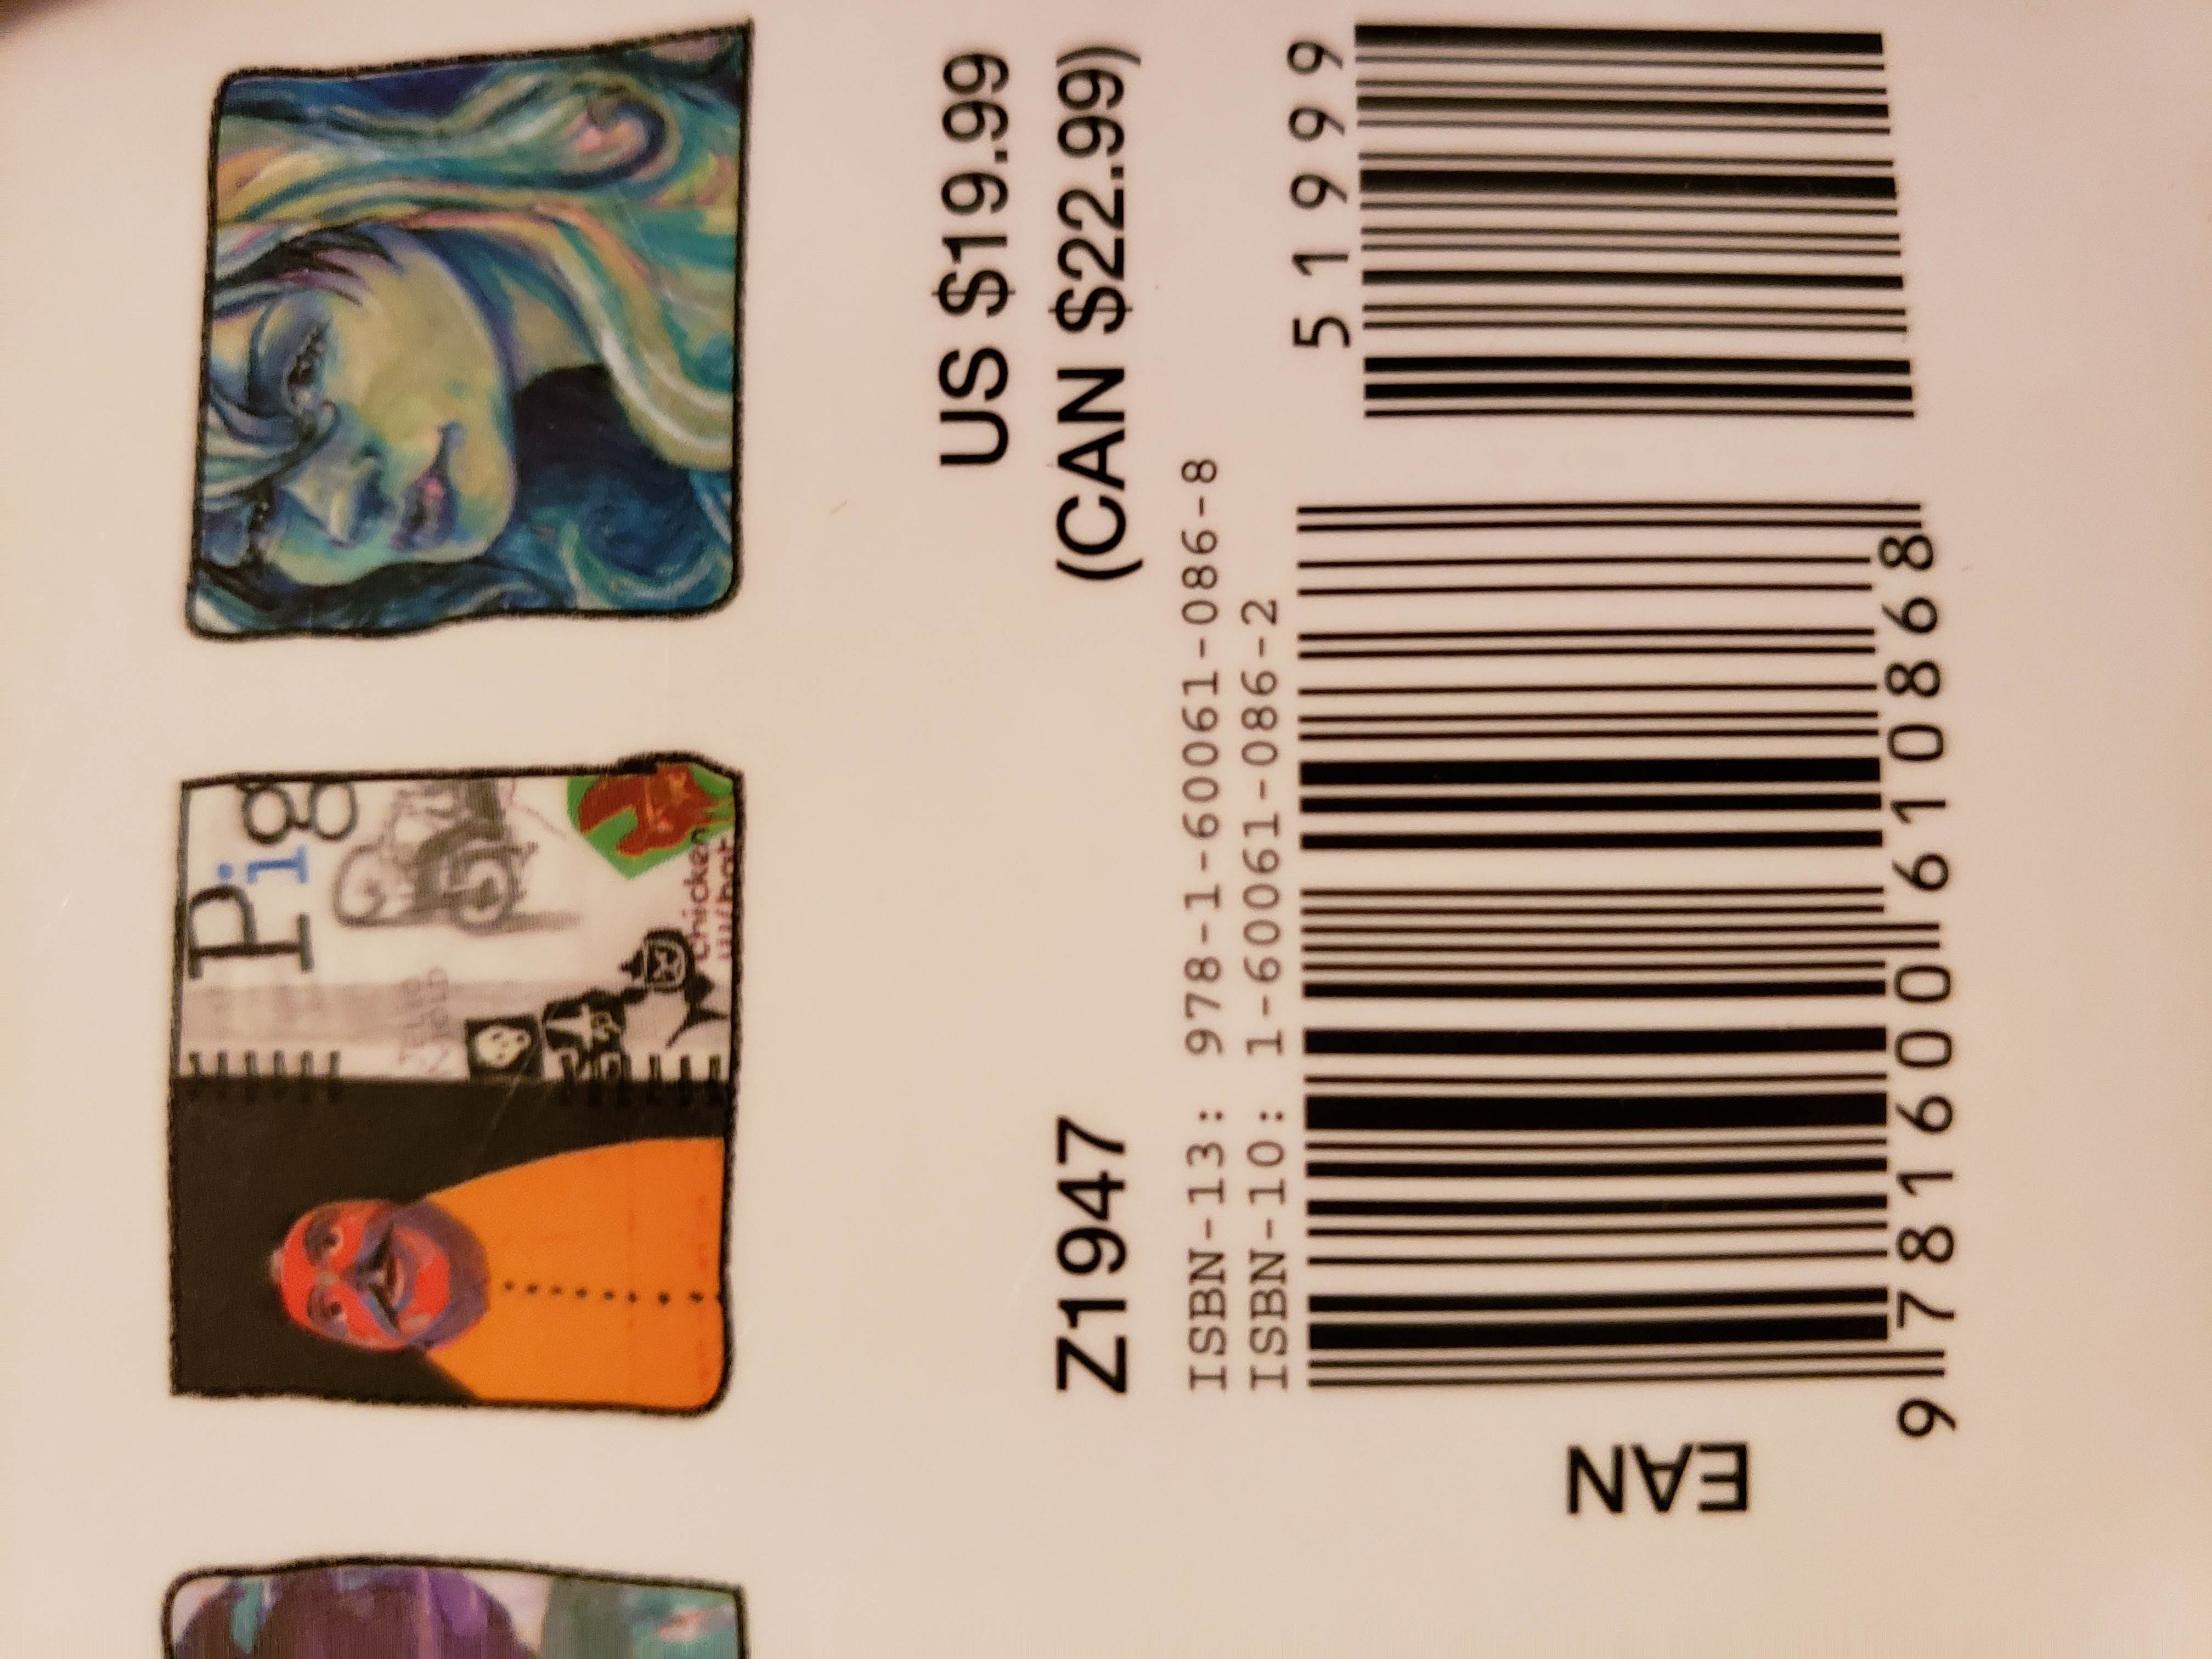 Pig
chicken
What
US $19.99
Z1947
(CAN $22.99)
ISBN-13: 978-1-60061-086-8
ISBN-10: 1-60061-086-2
51999
EAN
9 781600 610868